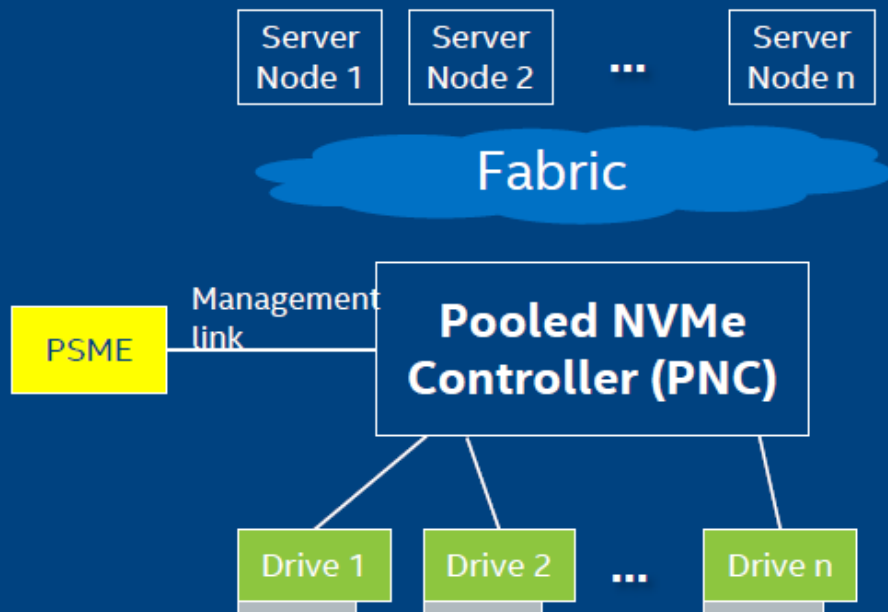 Server
Node 1
Server
Node 2
...
Server
Node n
Fabric
Management
link
PSME
Pooled NVMe
Controller (PNC)
Drive 1
Drive 2
...
Drive n